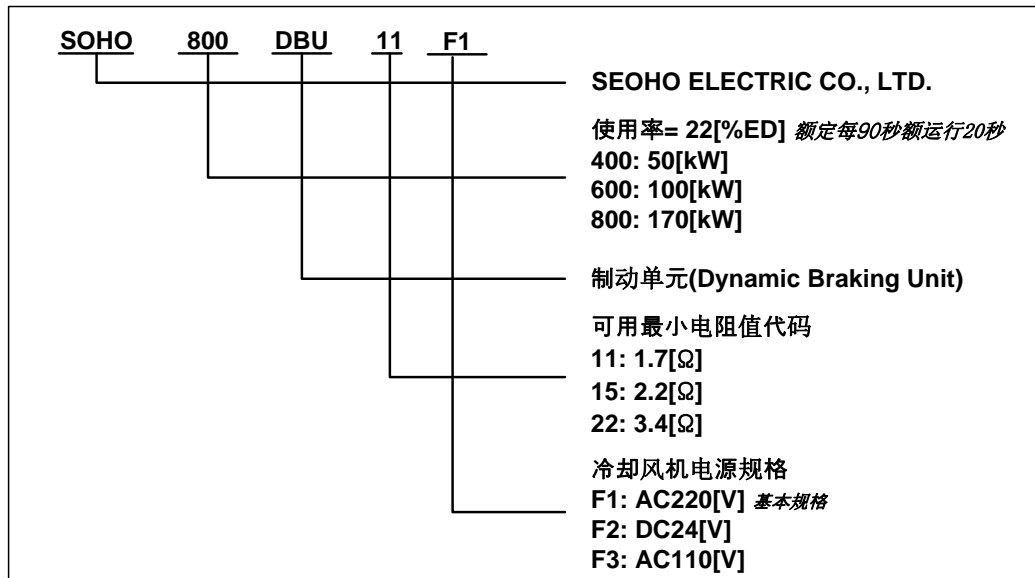 SOHO 800 DBU 11 F1
SEOHO ELECTRIC CO., LTD.
使用率= 22[%ED] 额定每90秒额运行20秒
400: 50[kW]
600: 100[kW]
800: 170[kW]
制动单元(Dynamic Braking Unit)
可用最小电阻值代码
11: 1.7[Ω]
15: 2.2[Ω]
22: 3.4[Ω]
冷却风机电源规格
F1: AC220[V] 基本规格
F2: DC24[V]
F3: AC110[V]